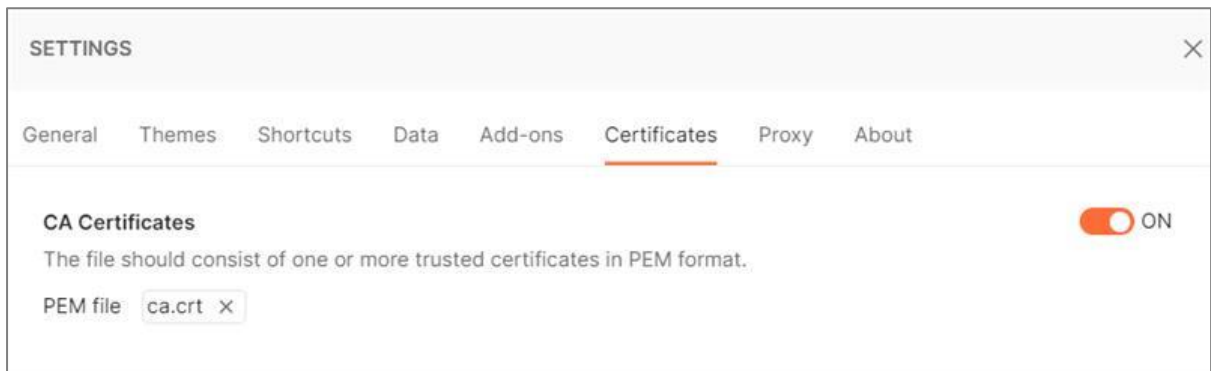 SETTINGS
General Themes Shortcuts Data Add-ons Certificates Proxy About
CA Certificates ON
The file should consist of one or more trusted certificates in PEM format.
PEM file ca.crt